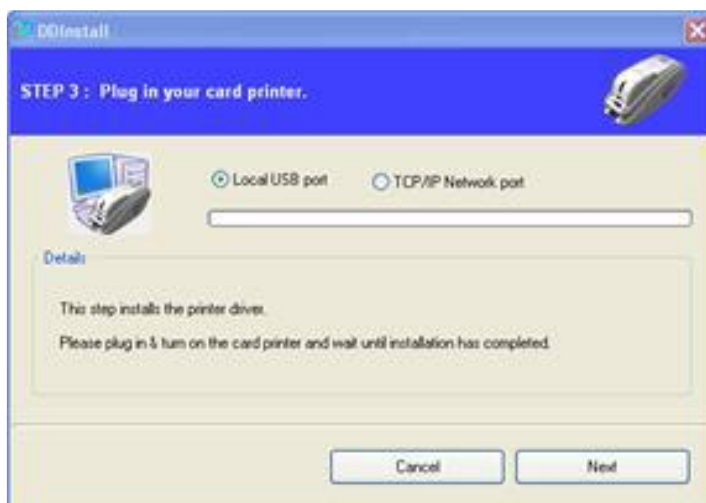 DDInstall
STEP 3 : Plug in your card printer.
Local USB port
TCP/IP Network port
Details
This step installs the printer driver.
Please plug in & turn on the card printer and wait until installation has completed.
Cancel
Next